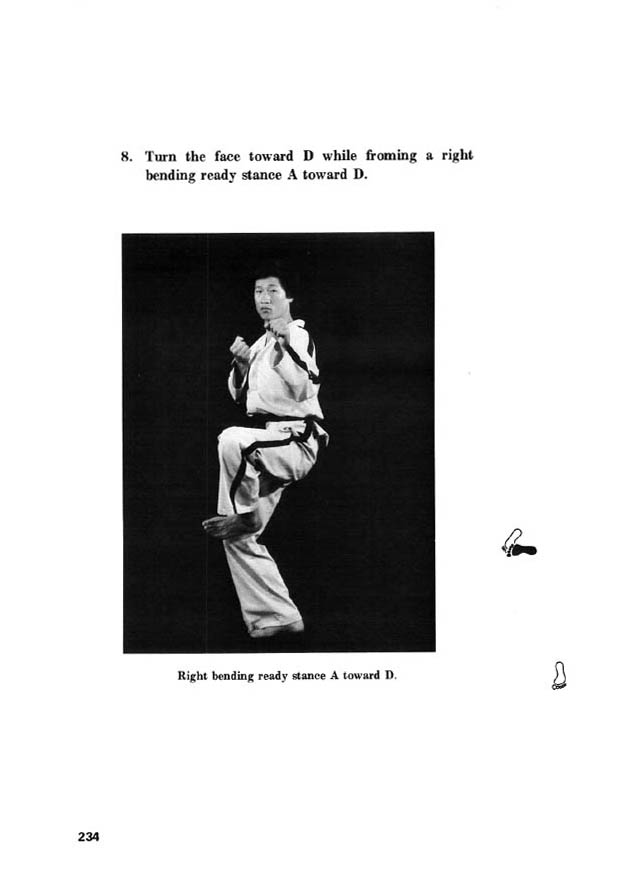 8. Turn the face toward D while froming a right
bending ready stance A toward D.
Right bending ready stance A toward D.
234